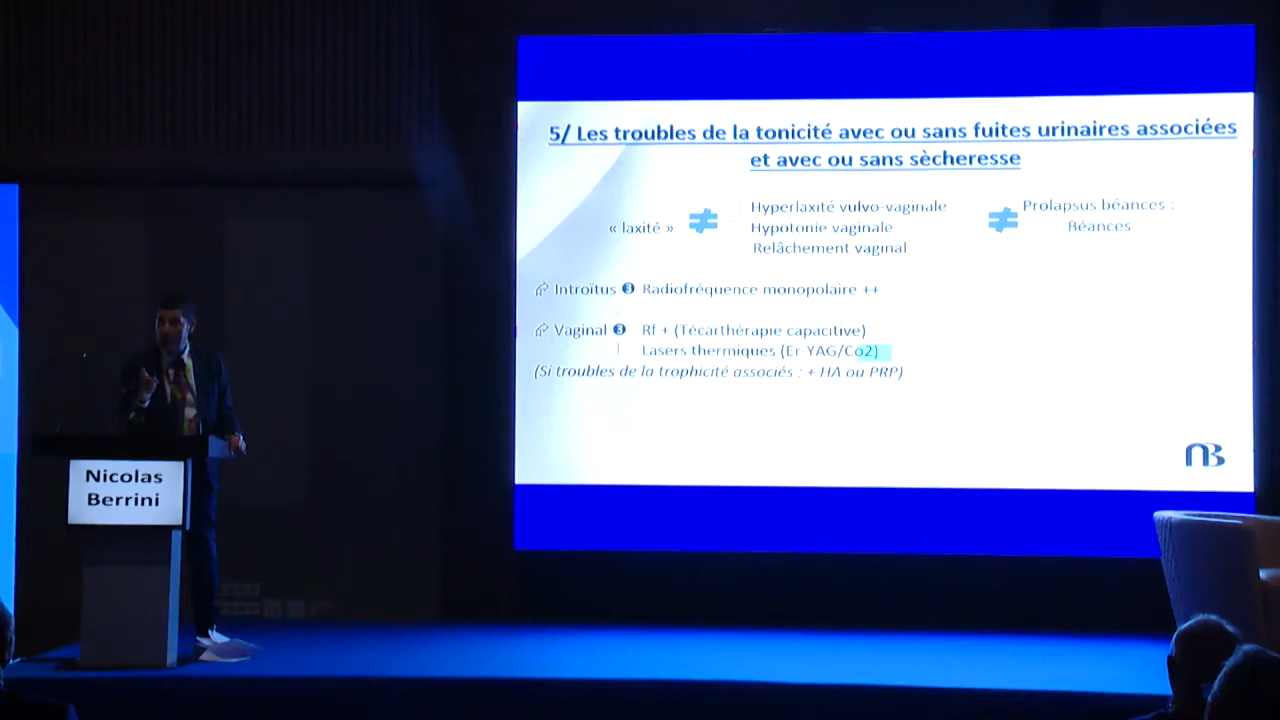 5/ Les troubles de la tonicité avec ou sans fuites urinaires associées
et avec ou sans sècheresse
« laxité » ≠ Hyperlaxité vulvo-vaginale
Hypotonie vaginale
Relâchement vaginal
≠ Prolapsus béances :
Béances
Introïtus ❸ Radiofréquence monopolaire ++
Vaginal ❸ Rf + (Técarthérapie capacitive)
Lasers thermiques (Er-YAG/Co2)
(Si troubles de la trophicité associés : + HA ou PRP)
NB
Nicolas
Berrini